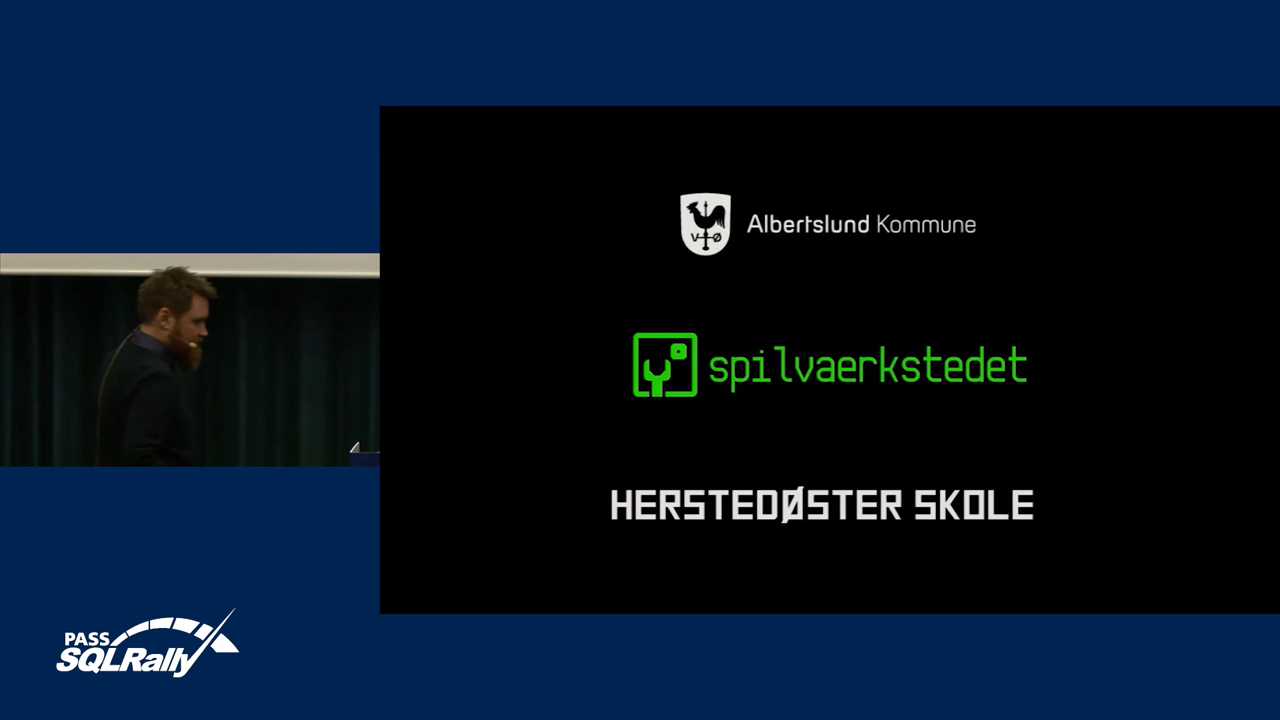 Albertslund Kommune
V Ø
spilvaerkstedet
HERSTEDØSTER SKOLE
PASS
SQLRally